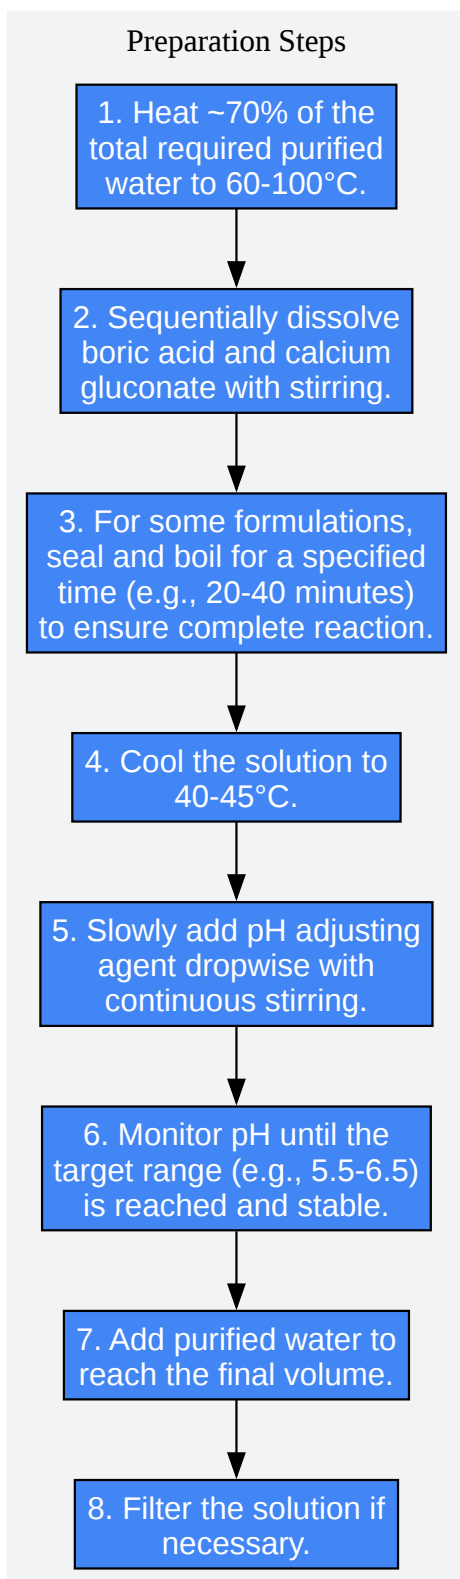 Preparation Steps
1. Heat ~70% of the
total required purified
water to 60-100°C.
2. Sequentially dissolve
boric acid and calcium
gluconate with stirring.
3. For some formulations,
seal and boil for a specified
time (e.g., 20-40 minutes)
to ensure complete reaction.
4. Cool the solution to
40-45°C.
5. Slowly add pH adjusting
agent dropwise with
continuous stirring.
6. Monitor pH until the
target range (e.g., 5.5-6.5)
is reached and stable.
7. Add purified water to
reach the final volume.
8. Filter the solution if
necessary.